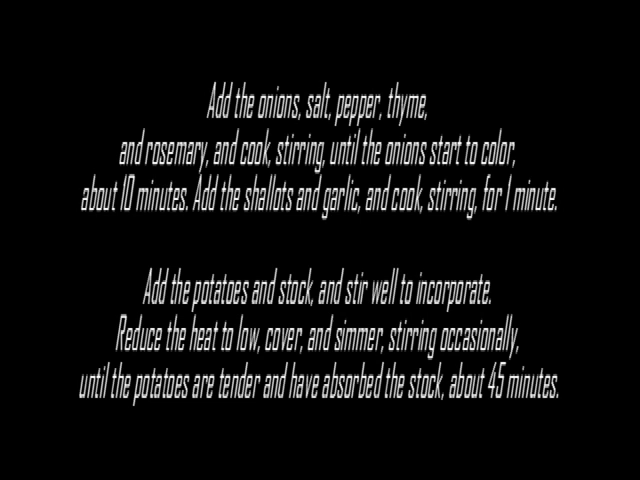 Add the onions, salt, pepper, thyme,
and rosemary, and cook, stirring, until the onions start to color,
about 10 minutes. Add the shallots and garlic, and cook, stirring, for 1 minute.
Add the potatoes and stock, and stir well to incorporate.
Reduce the heat to low, cover, and simmer, stirring occasionally,
until the potatoes are tender and have absorbed the stock, about 45 minutes.